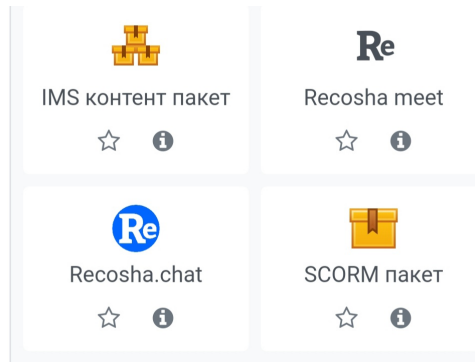 Re
IMS контент пакет
Recosha meet
Re
Recosha.chat
SCORM пакет